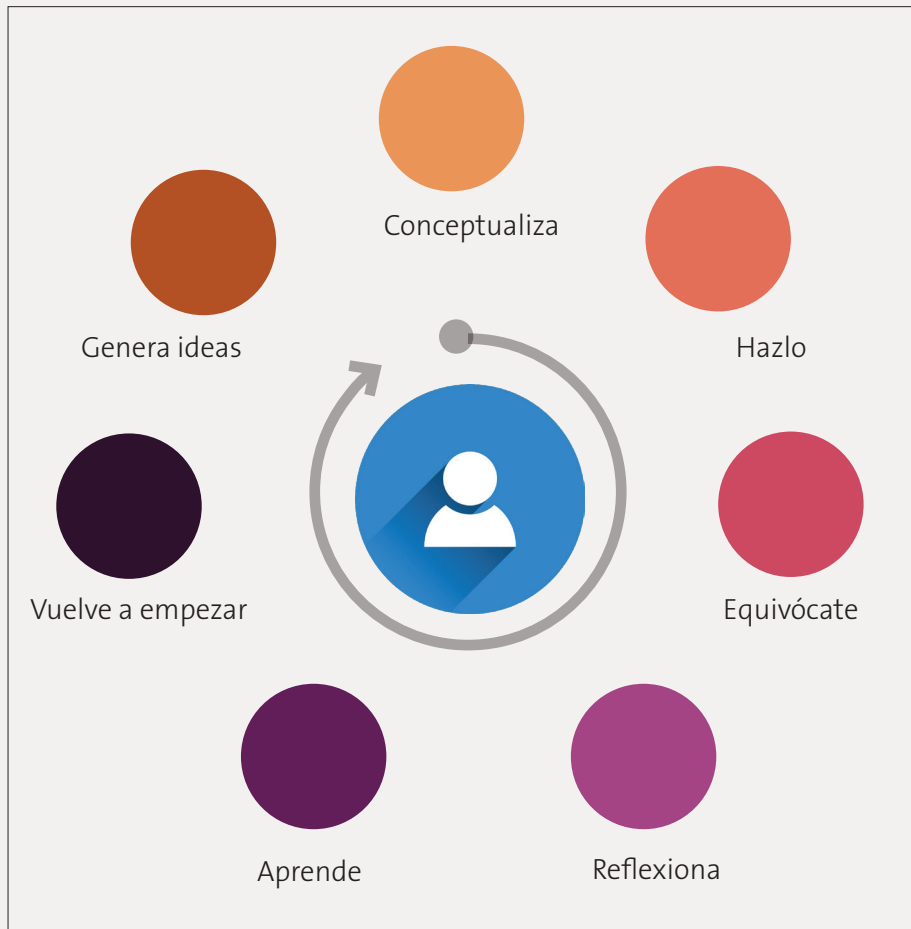 Conceptualiza
Genera ideas
Hazlo
Vuelve a empezar
Equivócate
Aprende
Reflexiona